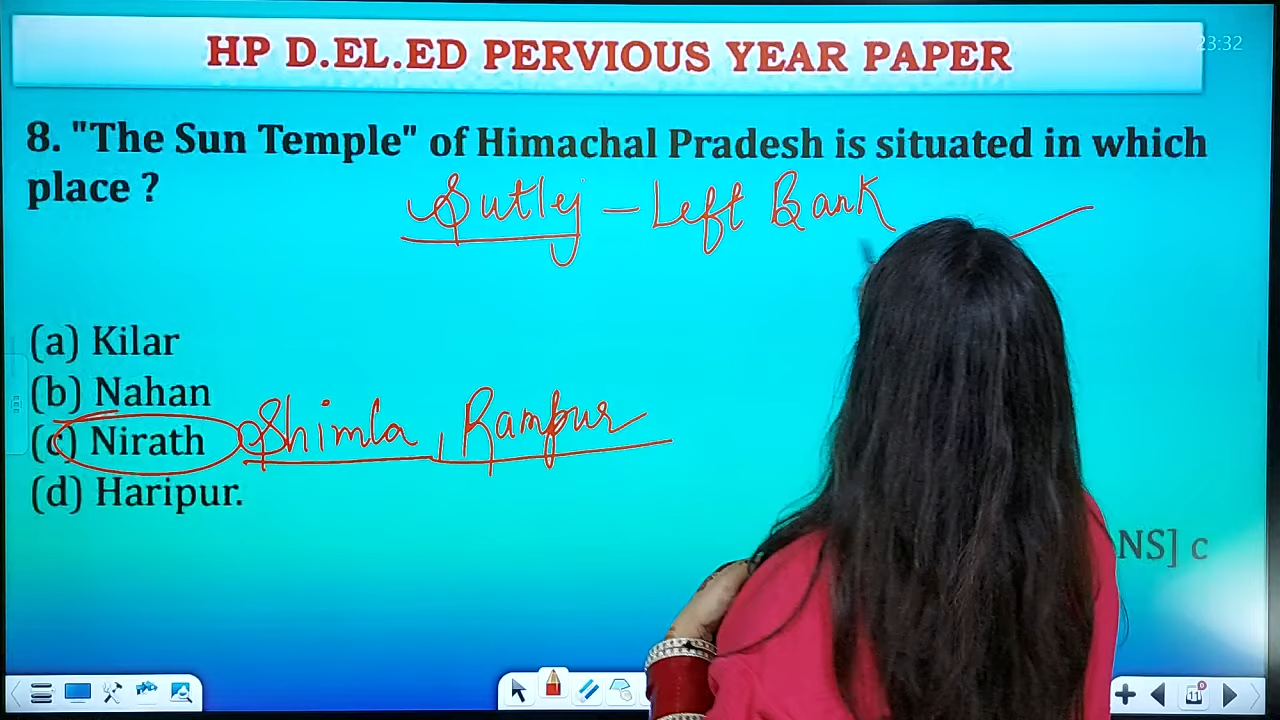 HP D.EL.ED PERVIOUS YEAR PAPER
23:32
8. "The Sun Temple" of Himachal Pradesh is situated in which
place ?
Sutlej - Left Bank
(a) Kilar
(b) Nahan
(c) Nirath Shimla, Rampur
(d) Haripur.
NS] c
11